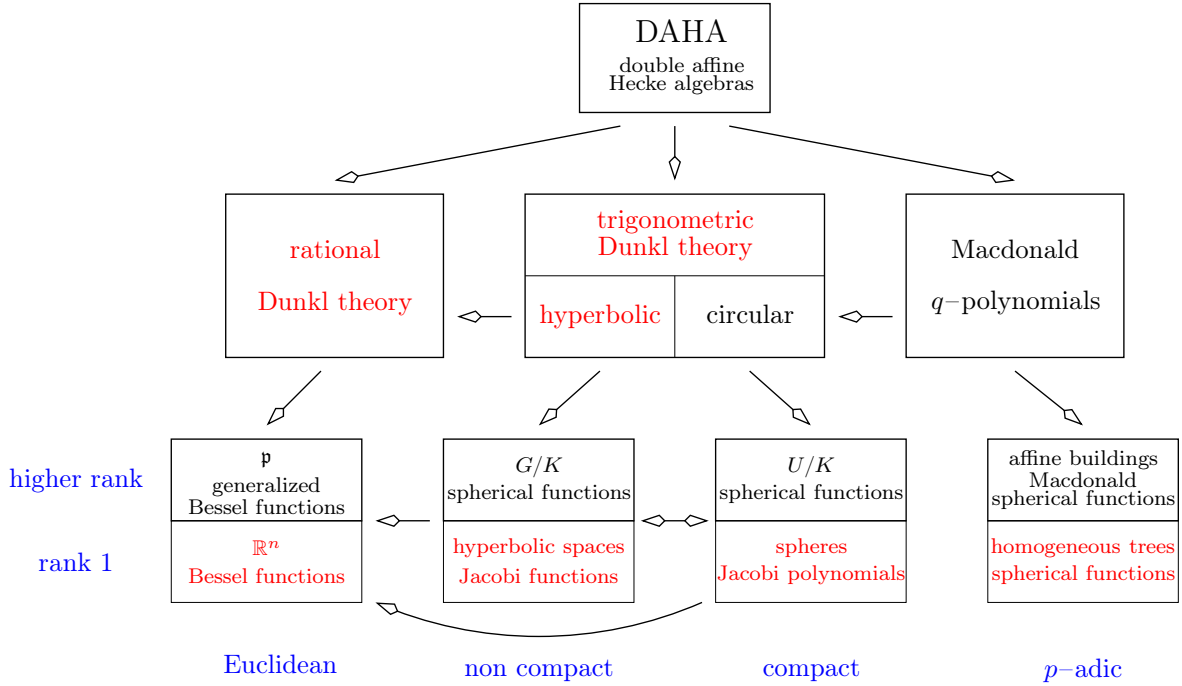 DAHA
double affine
Hecke algebras
rational
Dunkl theory
trigonometric
Dunkl theory
hyperbolic
circular
Macdonald
q–polynomials
higher rank
𝔭
generalized
Bessel functions
G/K
spherical functions
U/K
spherical functions
affine buildings
Macdonald
spherical functions
rank 1
ℝⁿ
Bessel functions
hyperbolic spaces
Jacobi functions
spheres
Jacobi polynomials
homogeneous trees
spherical functions
Euclidean
non compact
compact
p–adic